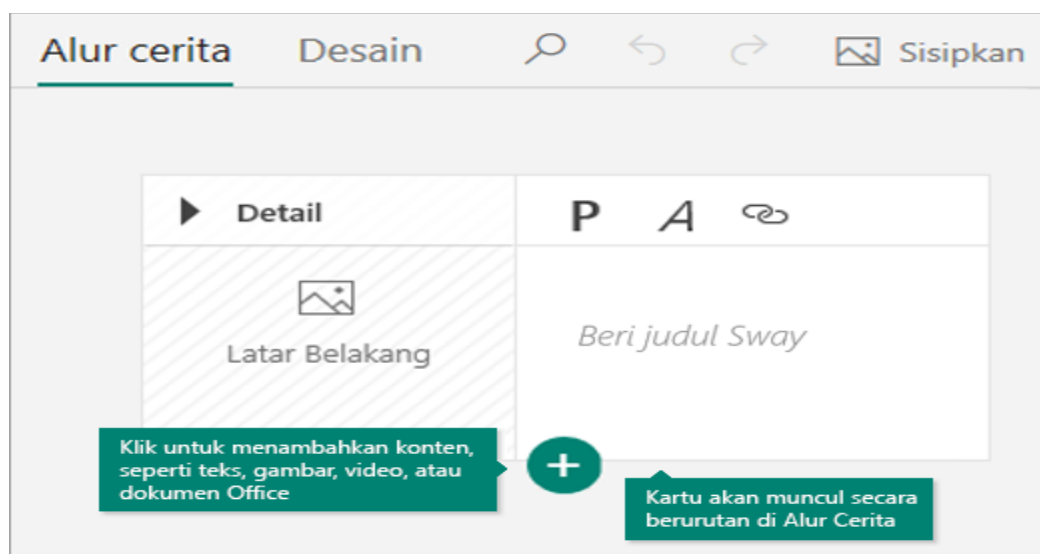 Alur cerita Desain Sisipkan
Detail
P A
Latar Belakang
Beri judul Sway
Klik untuk menambahkan konten,
seperti teks, gambar, video, atau
dokumen Office
Kartu akan muncul secara
berurutan di Alur Cerita